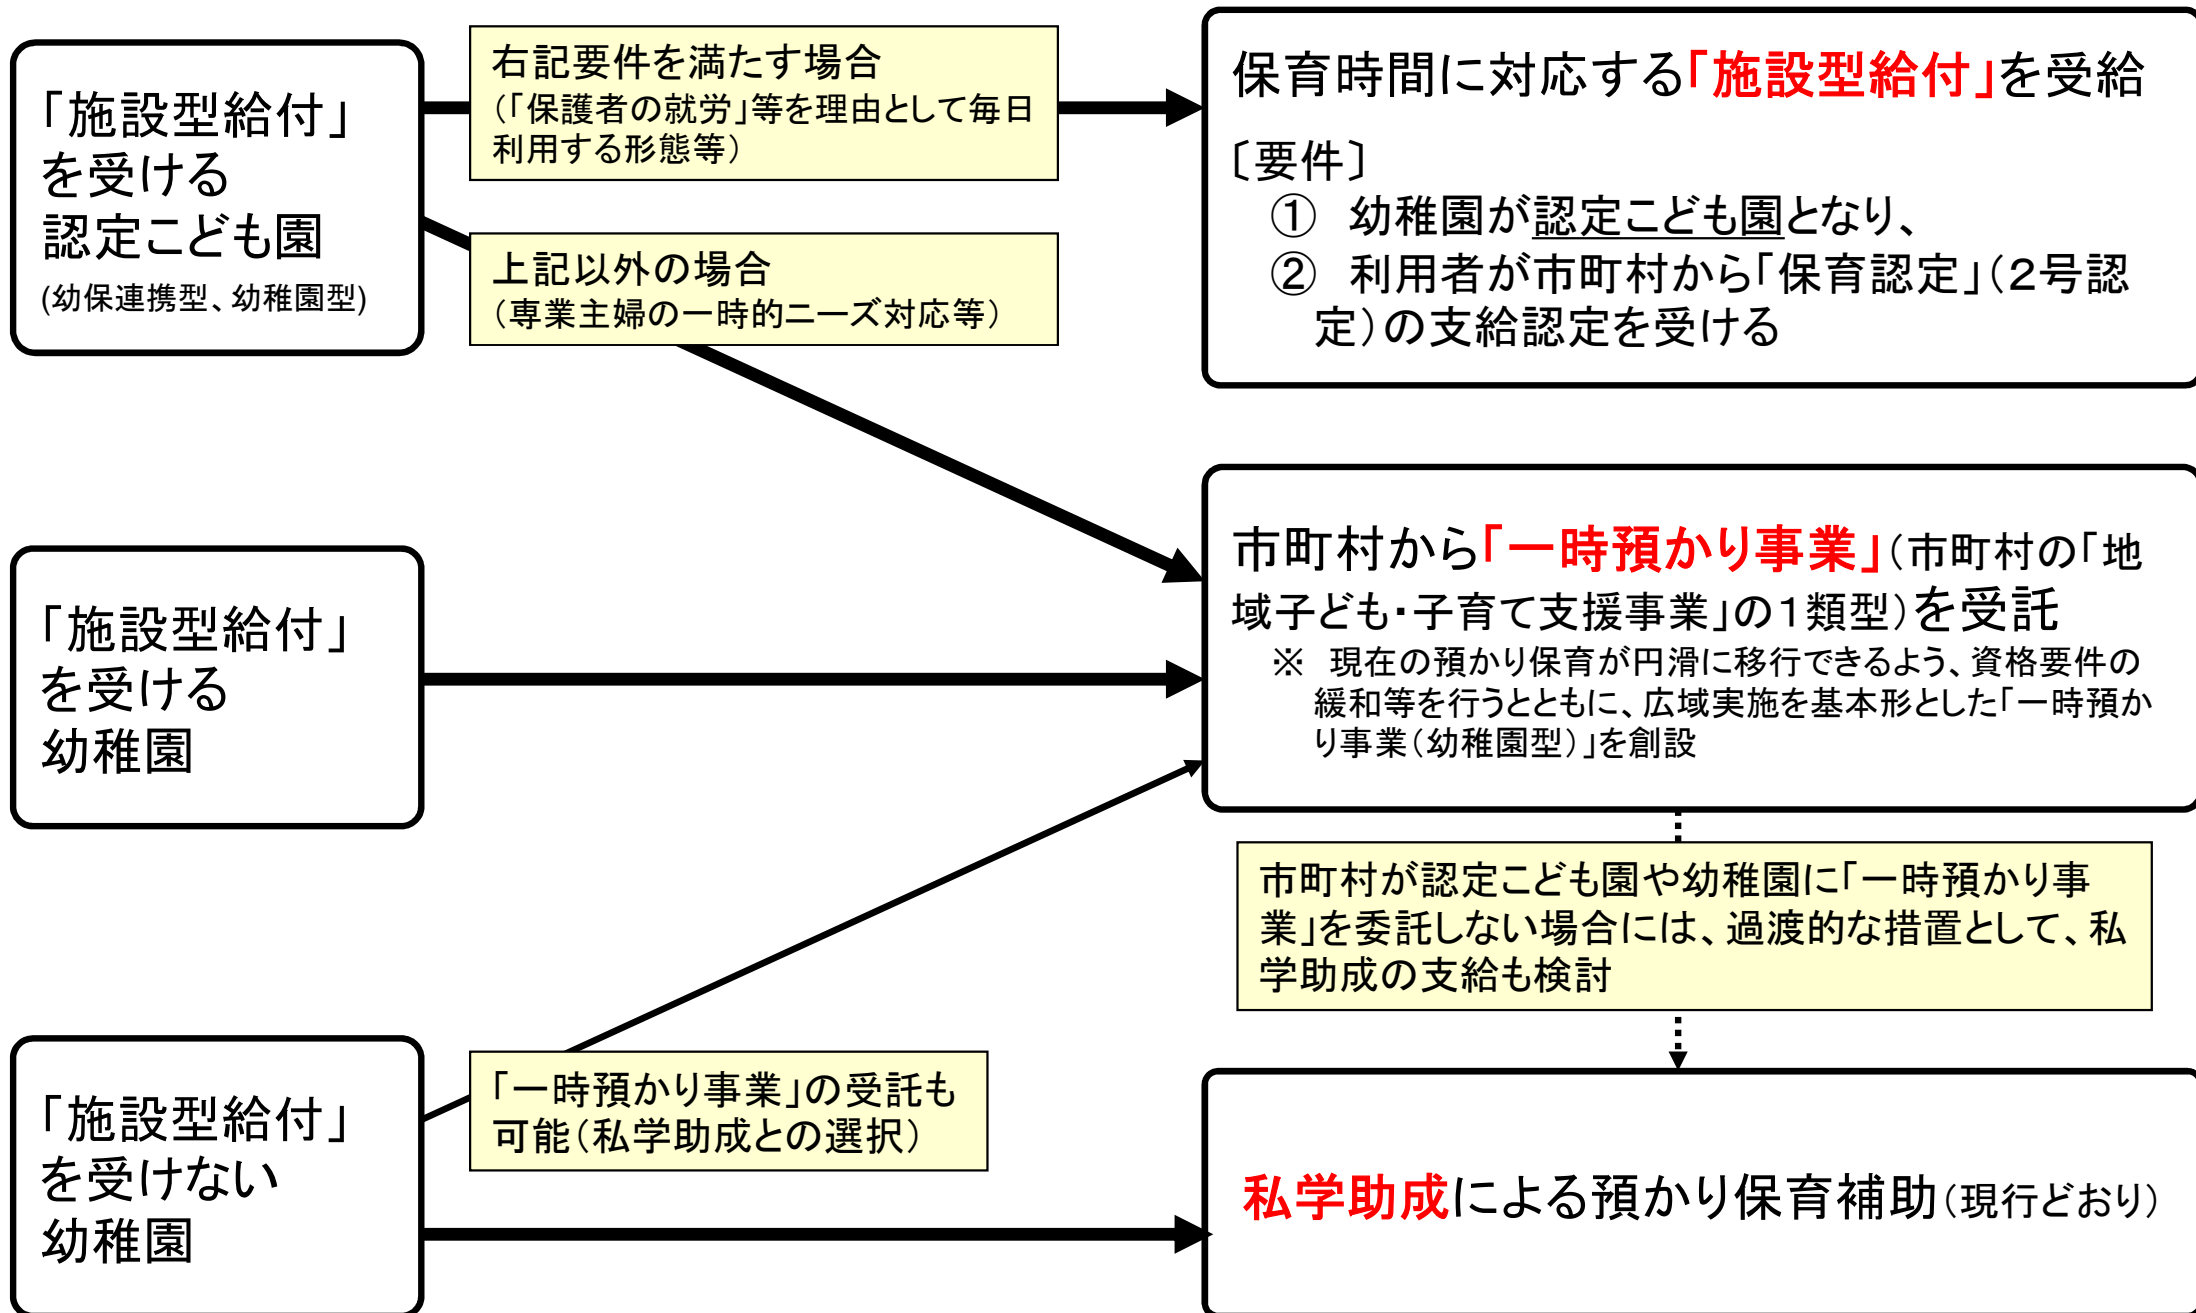 「施設型給付」
を受ける
認定こども園
(幼保連携型、幼稚園型)
右記要件を満たす場合
（「保護者の就労」等を理由として毎日
利用する形態等）
上記以外の場合
（専業主婦の一時的ニーズ対応等）
保育時間に対応する「施設型給付」を受給
〔要件〕
①　幼稚園が認定こども園となり、
②　利用者が市町村から「保育認定」（２号認
定）の支給認定を受ける
「施設型給付」
を受ける
幼稚園
市町村から「一時預かり事業」（市町村の「地
域子ども・子育て支援事業」の１類型）を受託
※　現在の預かり保育が円滑に移行できるよう、資格要件の
緩和等を行うとともに、広域実施を基本形とした「一時預か
り事業（幼稚園型）」を創設
市町村が認定こども園や幼稚園に「一時預かり事
業」を委託しない場合には、過渡的な措置として、私
学助成の支給も検討
「施設型給付」
を受けない
幼稚園
「一時預かり事業」の受託も
可能（私学助成との選択）
私学助成による預かり保育補助（現行どおり）